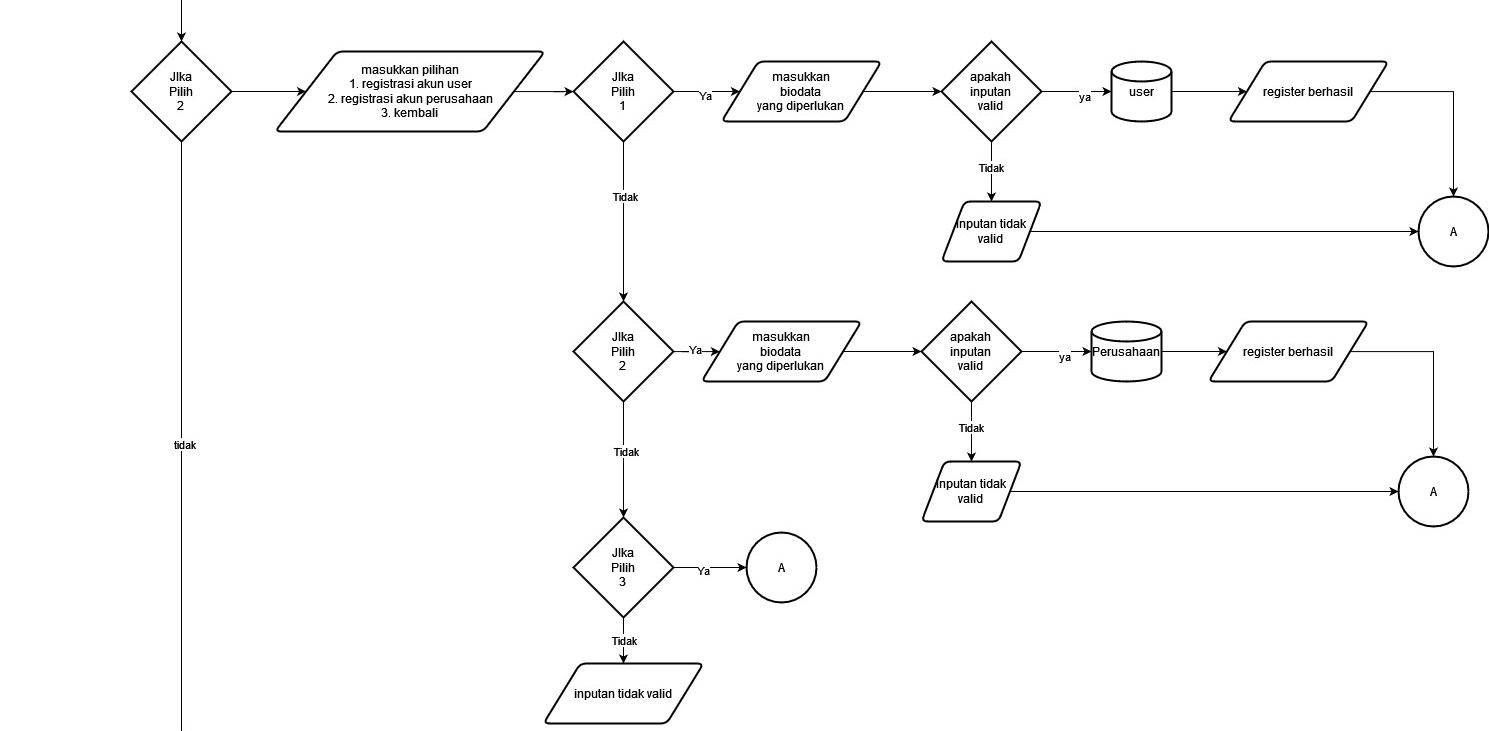 JIka
Pilih
2
masukkan pilihan
1. registrasi akun user
2. registrasi akun perusahaan
3. kembali
JIka
Pilih
1
Ya
masukkan
biodata
yang diperlukan
apakah
inputan
valid
ya
user
register berhasil
Tidak
Tidak
inputan tidak
valid
A
JIka
Pilih
2
Ya
masukkan
biodata
yang diperlukan
apakah
inputan
valid
ya
Perusahaan
register berhasil
Tidak
tidak
Tidak
inputan tidak
valid
A
JIka
Pilih
3
Ya
A
Tidak
inputan tidak valid